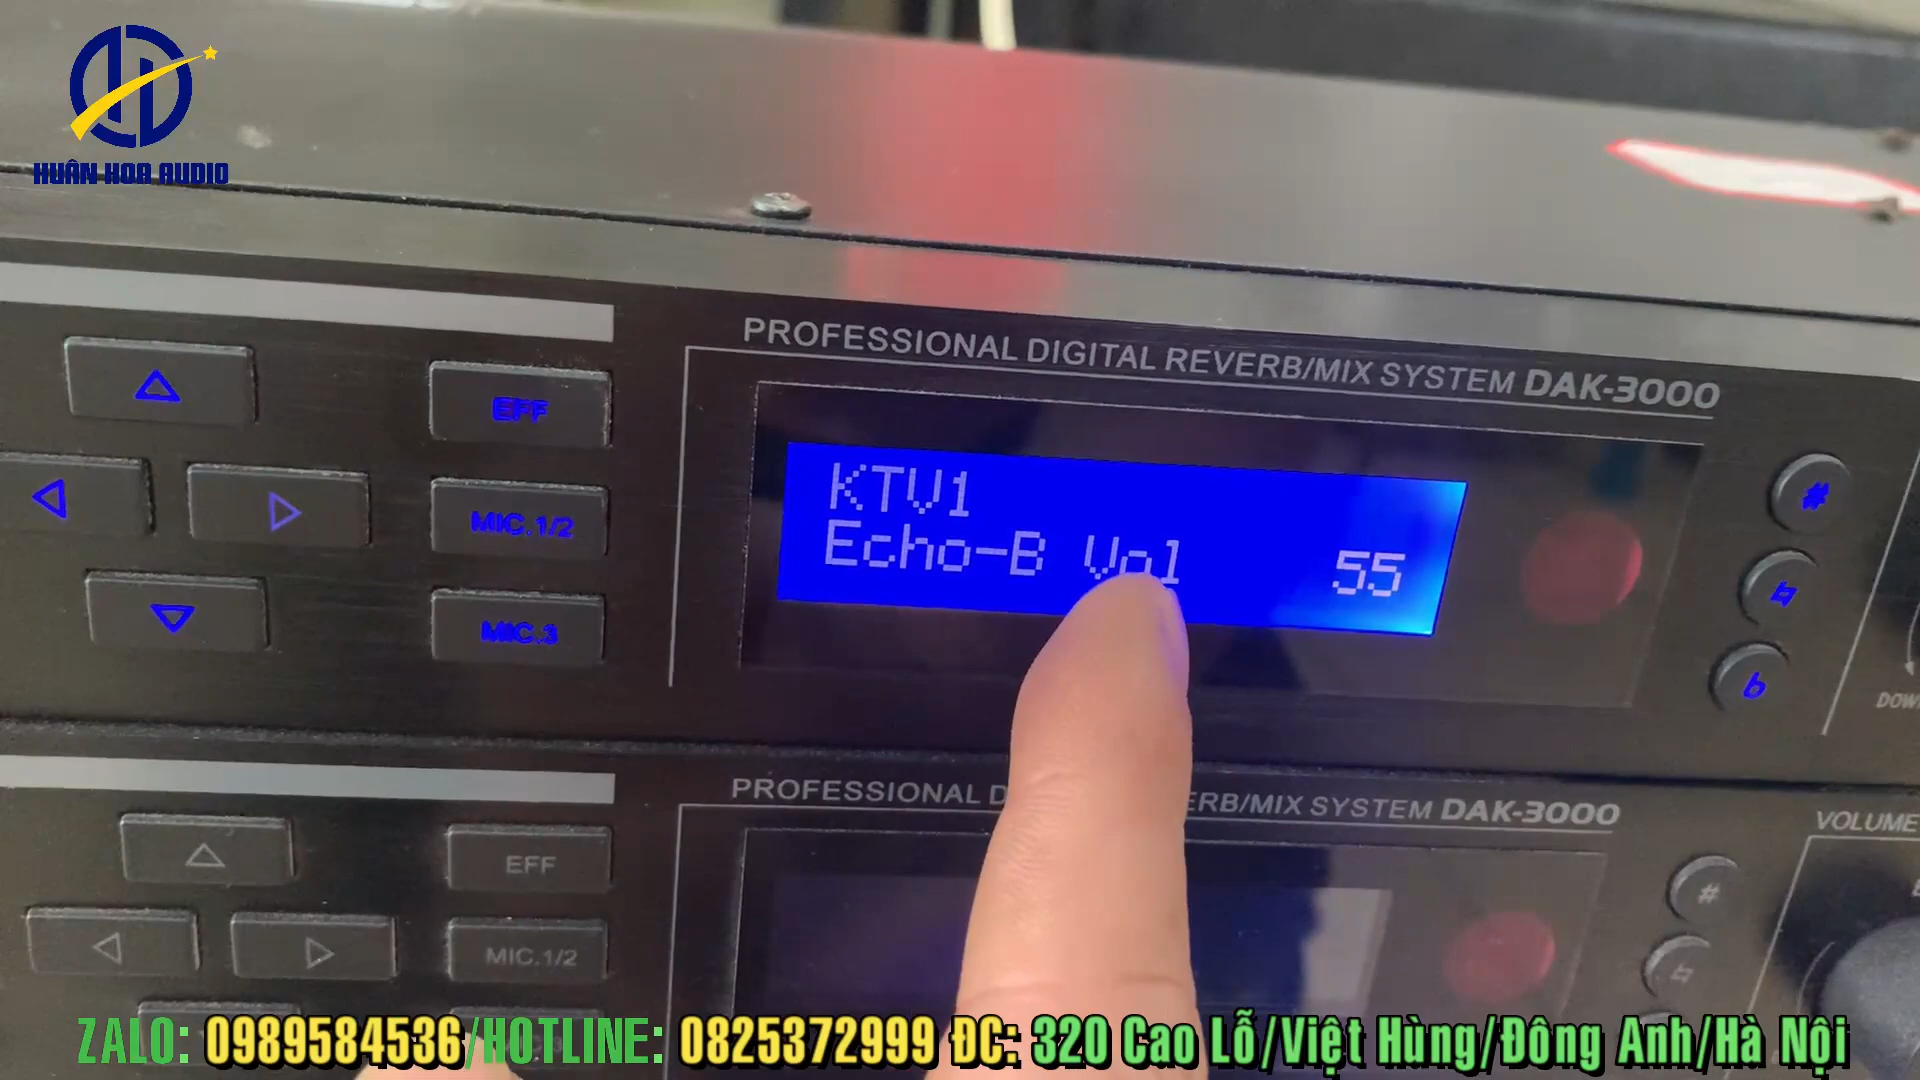 HUÂN HOA AUDIO
PROFESSIONAL DIGITAL REVERB/MIX SYSTEM DAK-3000
EFF
MIC.1/2
MIC.3
KTV1
Echo-B Vol 55
#
♮
b
PROFESSIONAL D ERB/MIX SYSTEM DAK-3000
VOLUME
EFF
MIC.1/2
#
♮
ZALO: 0989584536/HOTLINE: 0825372999 ĐC: 320 Cao Lỗ/Việt Hùng/Đông Anh/Hà Nội